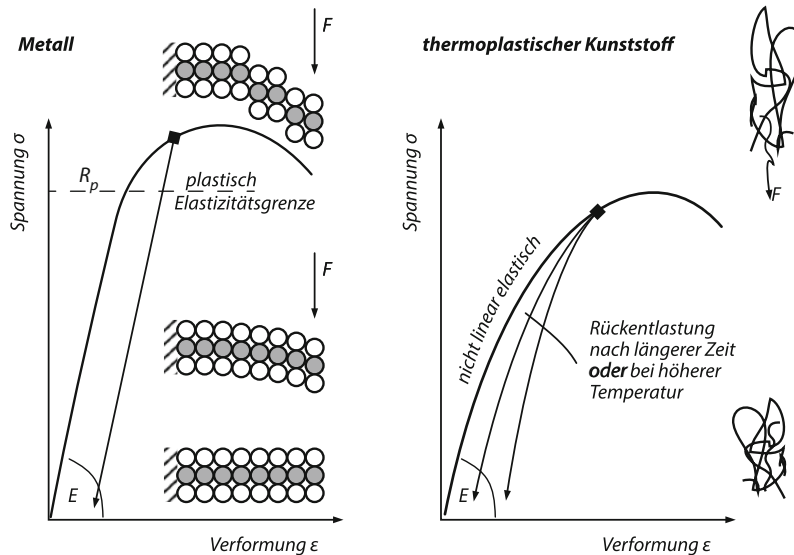 Metall
F
Spannung σ
R_p
plastisch
Elastizitätsgrenze
F
E
Verformung ε
thermoplastischer Kunststoff
F
Spannung σ
nicht linear elastisch
Rückentlastung
nach längerer Zeit
oder bei höherer
Temperatur
E
Verformung ε